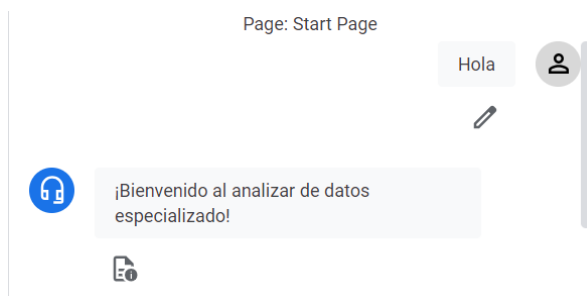 Page: Start Page
Hola
¡Bienvenido al analizar de datos
especializado!